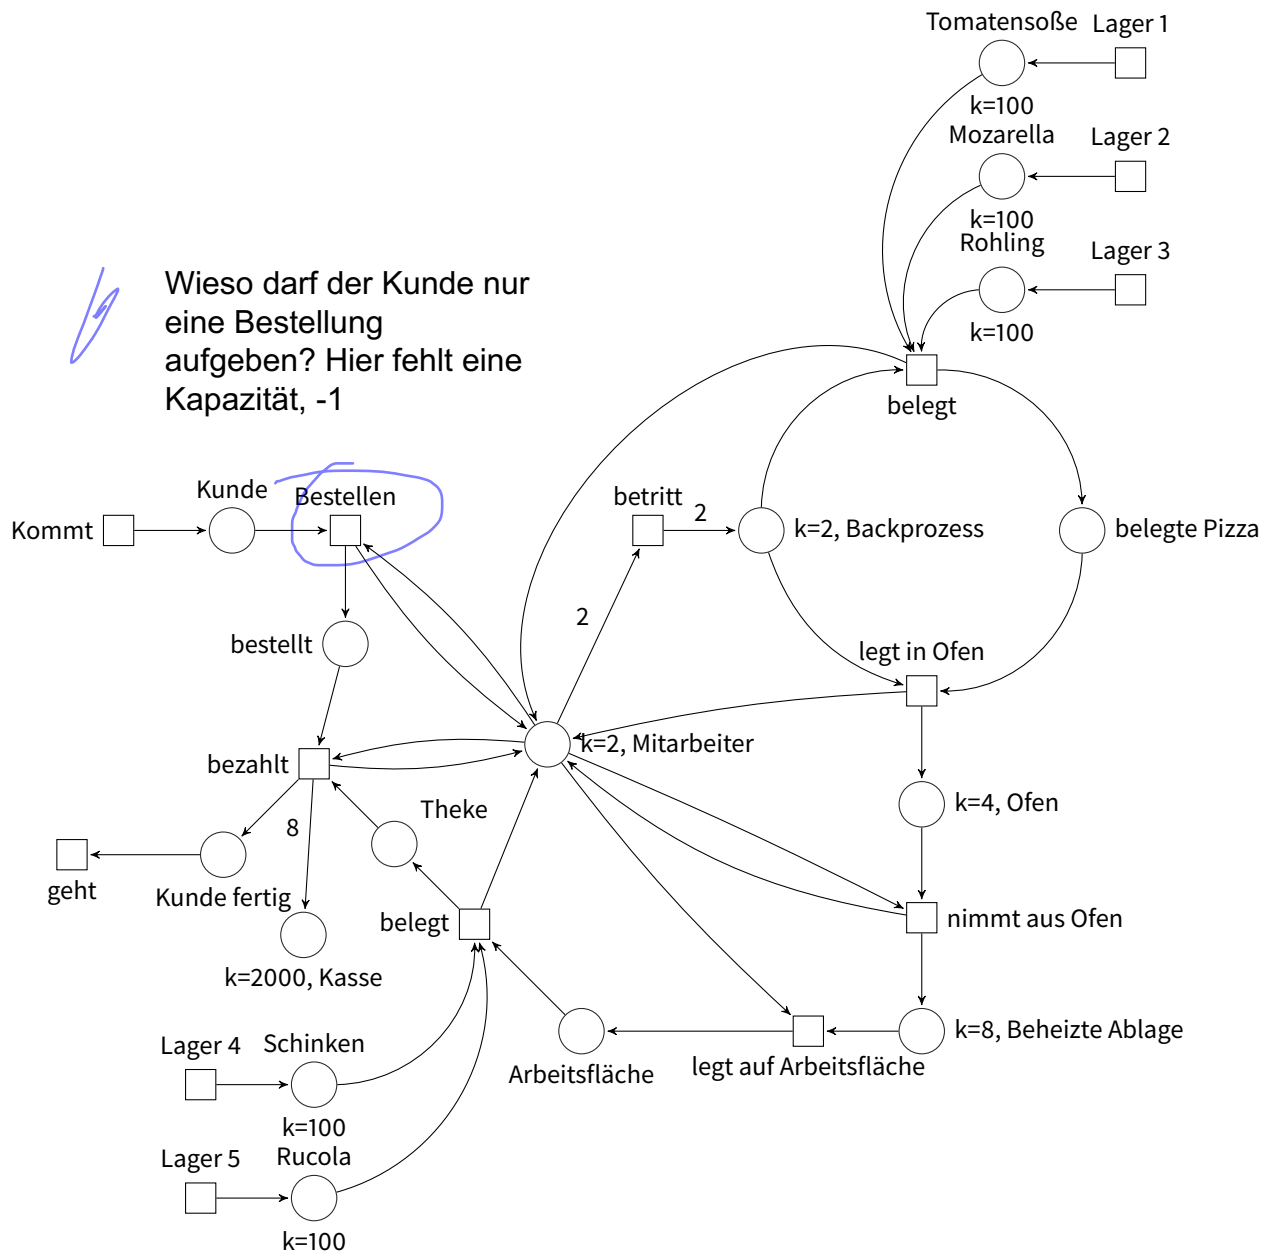 Tomatensoße
Lager 1
k=100
Mozarella
Lager 2
k=100
Rohling
Lager 3
k=100
belegt
Wieso darf der Kunde nur
eine Bestellung
aufgeben? Hier fehlt eine
Kapazität, -1
Kommt
Kunde
Bestellen
betritt
2
k=2, Backprozess
belegte Pizza
2
bestellt
legt in Ofen
k=2, Mitarbeiter
bezahlt
8
Theke
k=4, Ofen
geht
Kunde fertig
belegt
nimmt aus Ofen
k=2000, Kasse
k=8, Beheizte Ablage
legt auf Arbeitsfläche
Arbeitsfläche
Lager 4
Schinken
k=100
Lager 5
Rucola
k=100